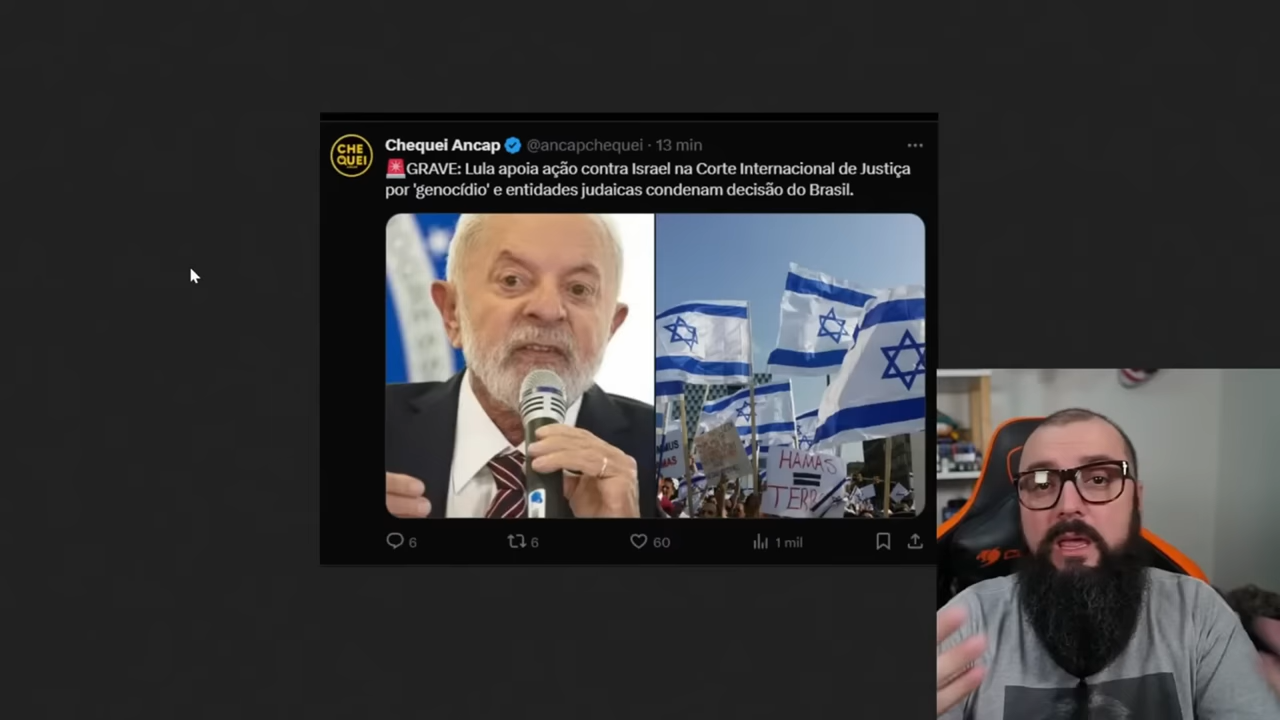 CHE
QUEI
Chequei Ancap @ancapchequei · 13 min
🚨GRAVE: Lula apoia ação contra Israel na Corte Internacional de Justiça
por 'genocídio' e entidades judaicas condenam decisão do Brasil.
HAMAS
=
6 6 60 1 mil